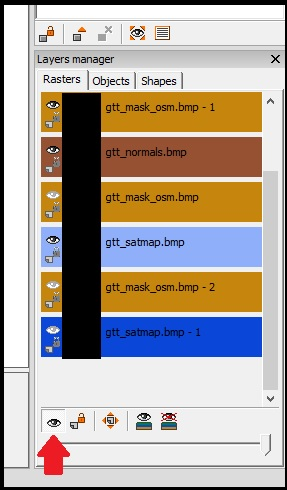 Layers manager
Rasters Objects Shapes
gtt_mask_osm.bmp - 1
gtt_normals.bmp
gtt_mask_osm.bmp
gtt_satmap.bmp
gtt_mask_osm.bmp - 2
gtt_satmap.bmp - 1